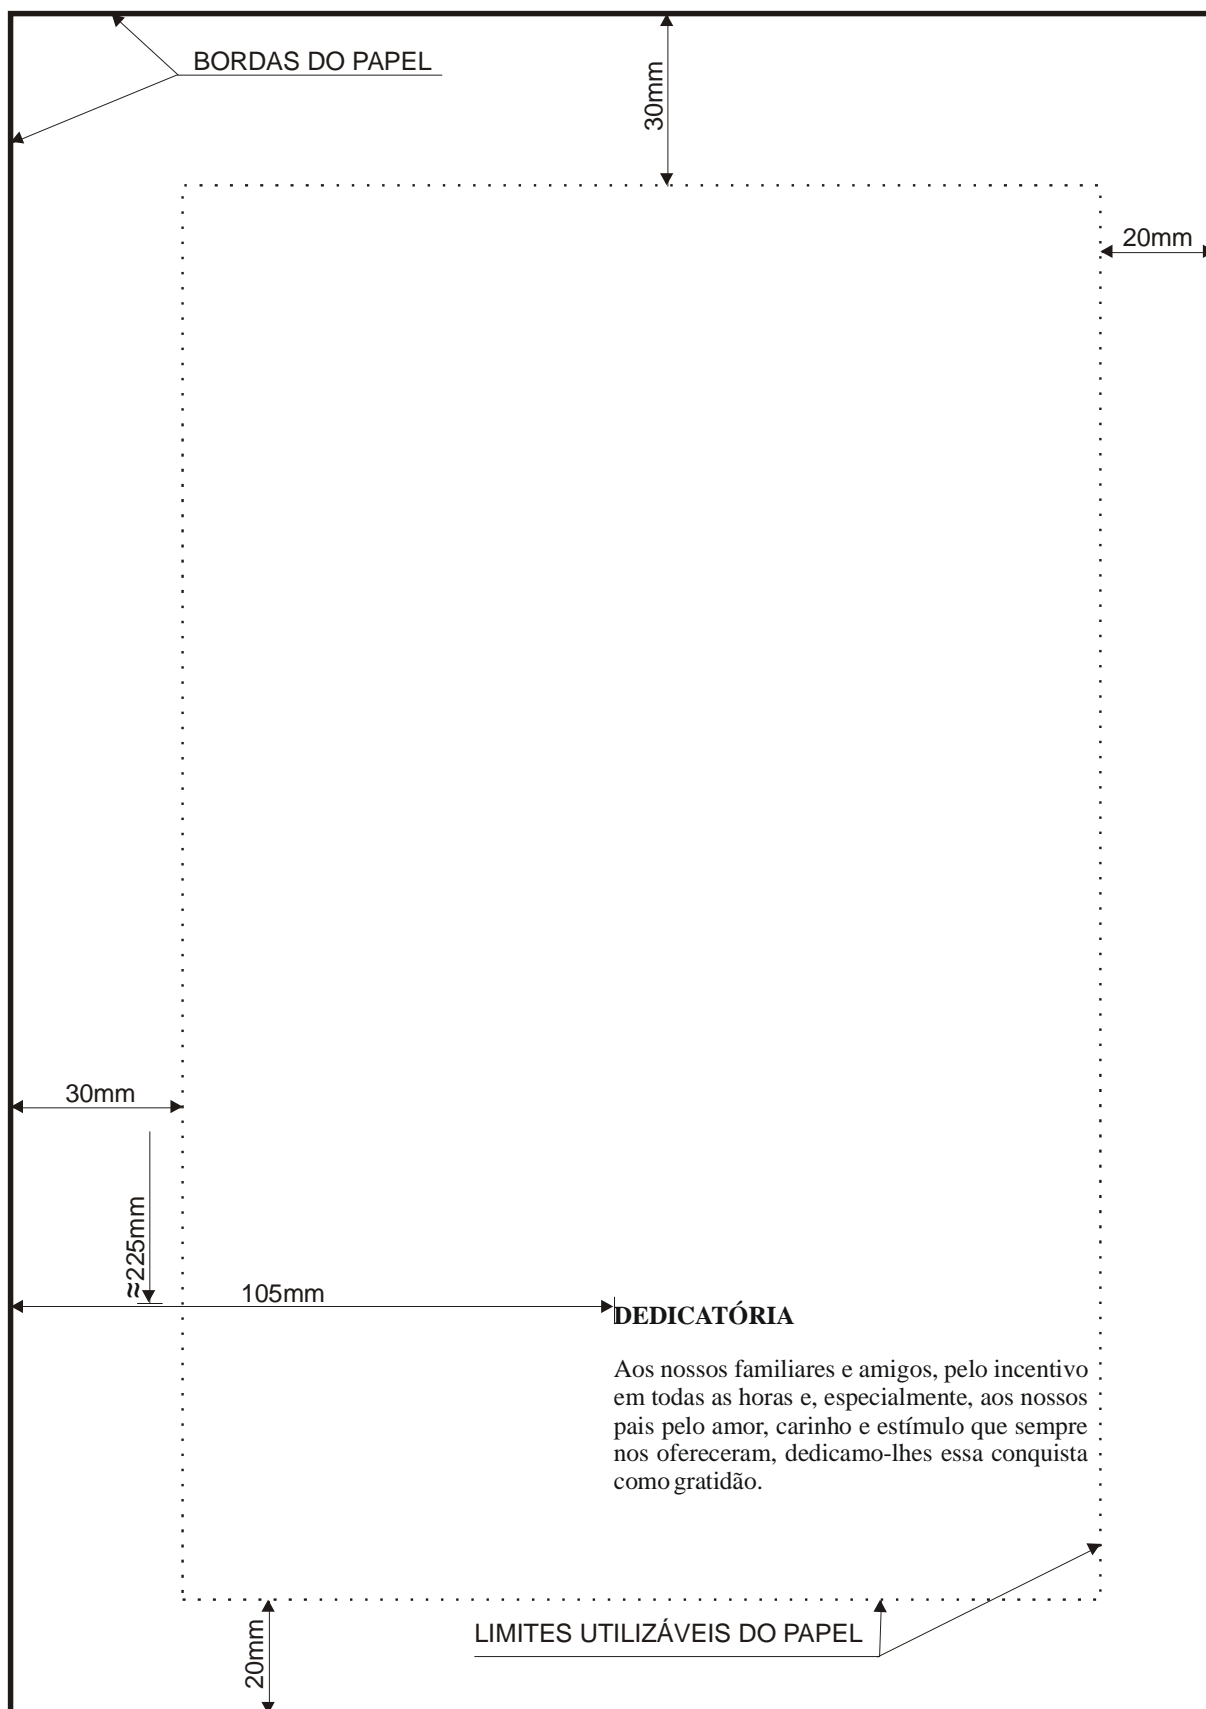 BORDAS DO PAPEL
30mm
20mm
30mm
≈225mm
105mm
DEDICATÓRIA
Aos nossos familiares e amigos, pelo incentivo
em todas as horas e, especialmente, aos nossos
pais pelo amor, carinho e estímulo que sempre
nos ofereceram, dedicamo-lhes essa conquista
como gratidão.
LIMITES UTILIZÁVEIS DO PAPEL
20mm